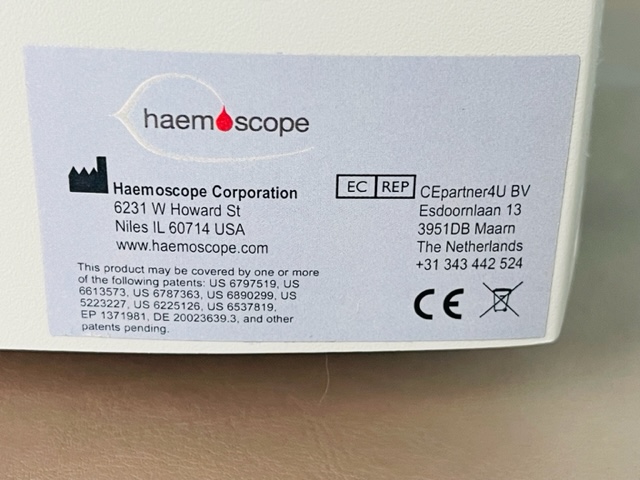 haemoscope
Haemoscope Corporation
6231 W Howard St
Niles IL 60714 USA
www.haemoscope.com
This product may be covered by one or more
of the following patents: US 6797519, US
6613573, US 6787363, US 6890299, US
5223227, US 6225126, US 6537819,
EP 1371981, DE 20023639.3, and other
patents pending.
EC REP
CEpartner4U BV
Esdoornlaan 13
3951DB Maarn
The Netherlands
+31 343 442 524
CE